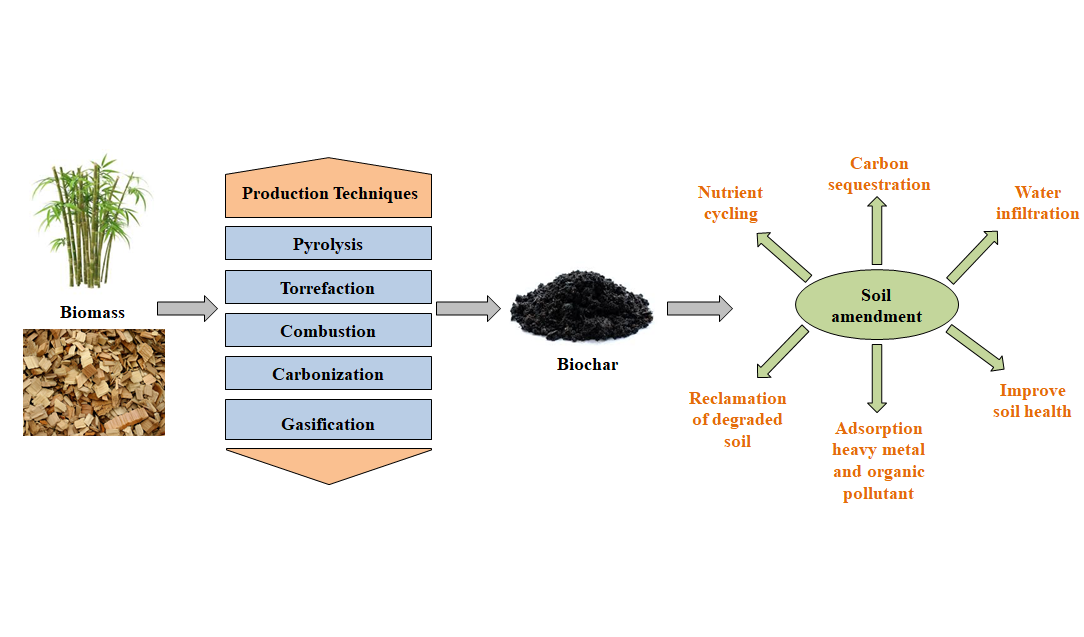 Biomass
Production Techniques
Pyrolysis
Torrefaction
Combustion
Carbonization
Gasification
Biochar
Soil
amendment
Nutrient
cycling
Carbon
sequestration
Water
infiltration
Reclamation
of degraded
soil
Adsorption
heavy metal
and organic
pollutant
Improve
soil health